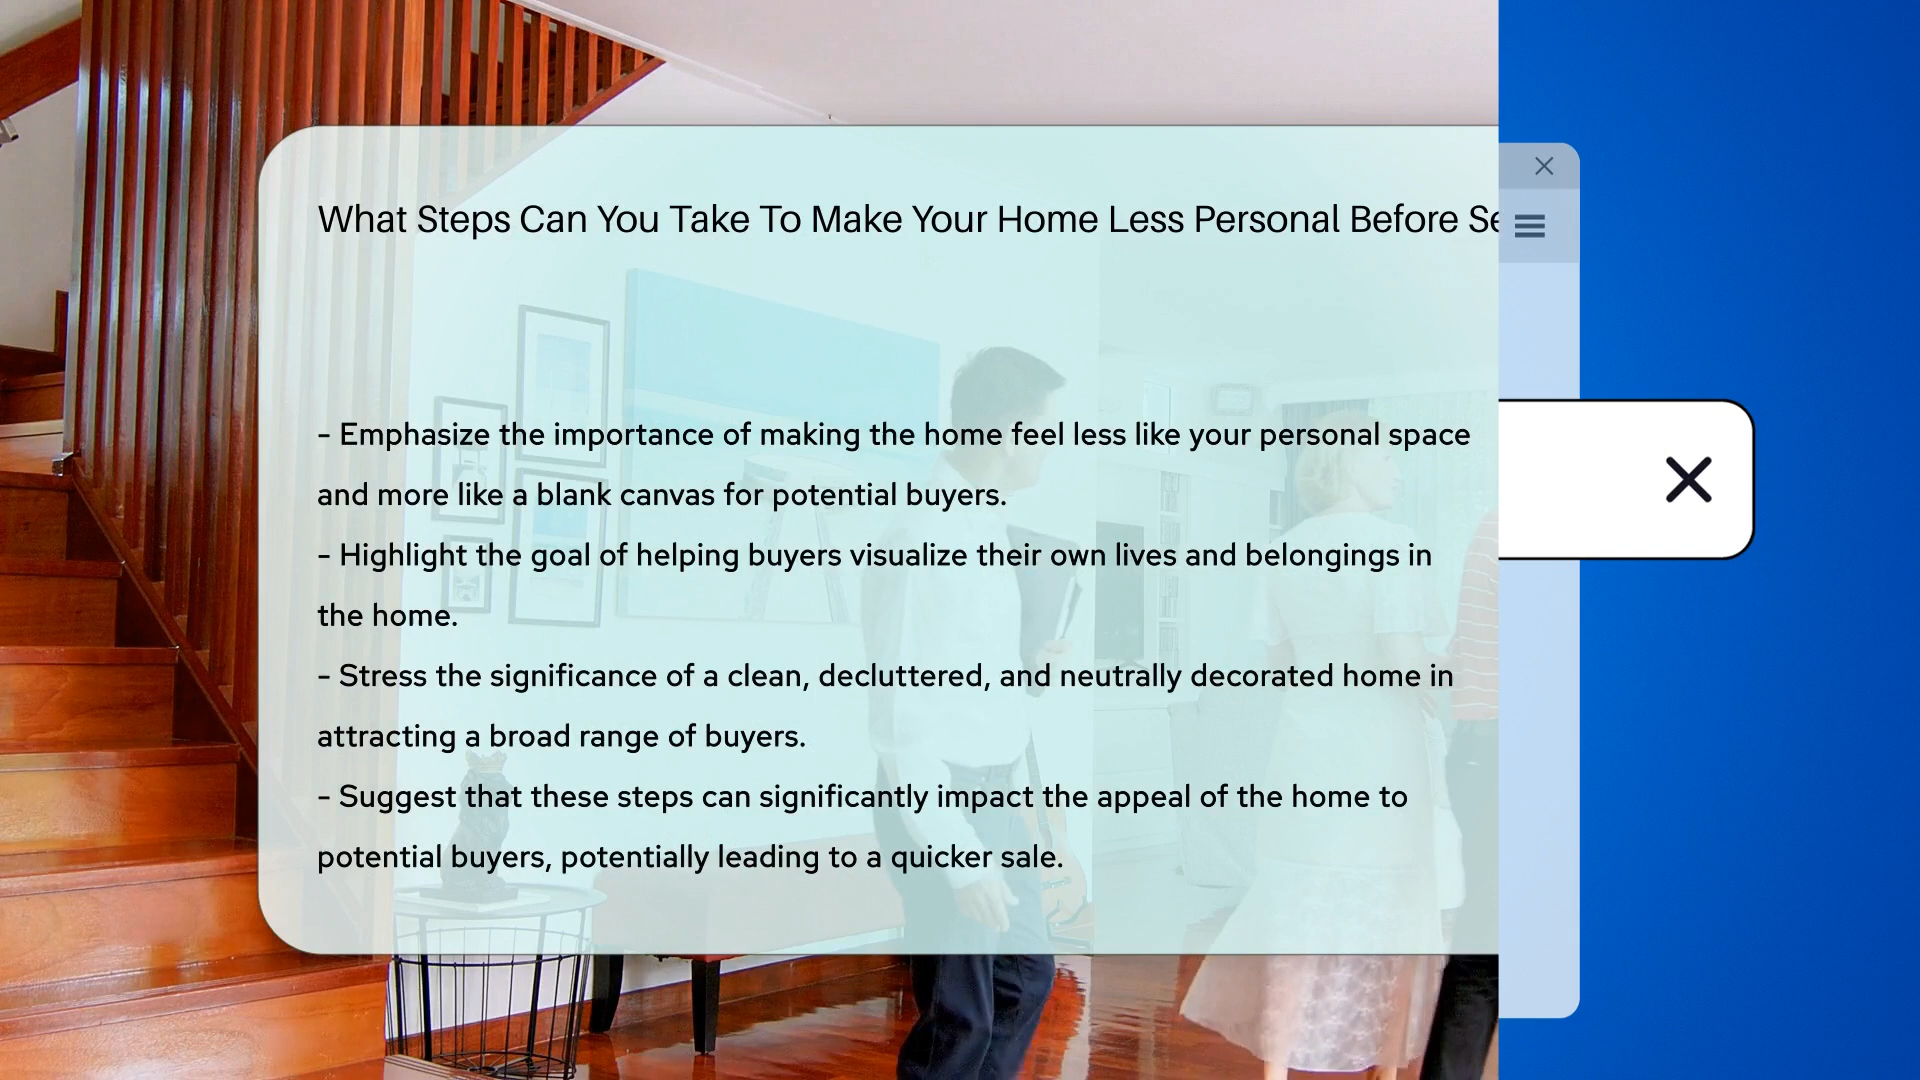 What Steps Can You Take To Make Your Home Less Personal Before
– Emphasize the importance of making the home feel less like your personal space
and more like a blank canvas for potential buyers.
– Highlight the goal of helping buyers visualize their own lives and belongings in
the home.
– Stress the significance of a clean, decluttered, and neutrally decorated home in
attracting a broad range of buyers.
– Suggest that these steps can significantly impact the appeal of the home to
potential buyers, potentially leading to a quicker sale.